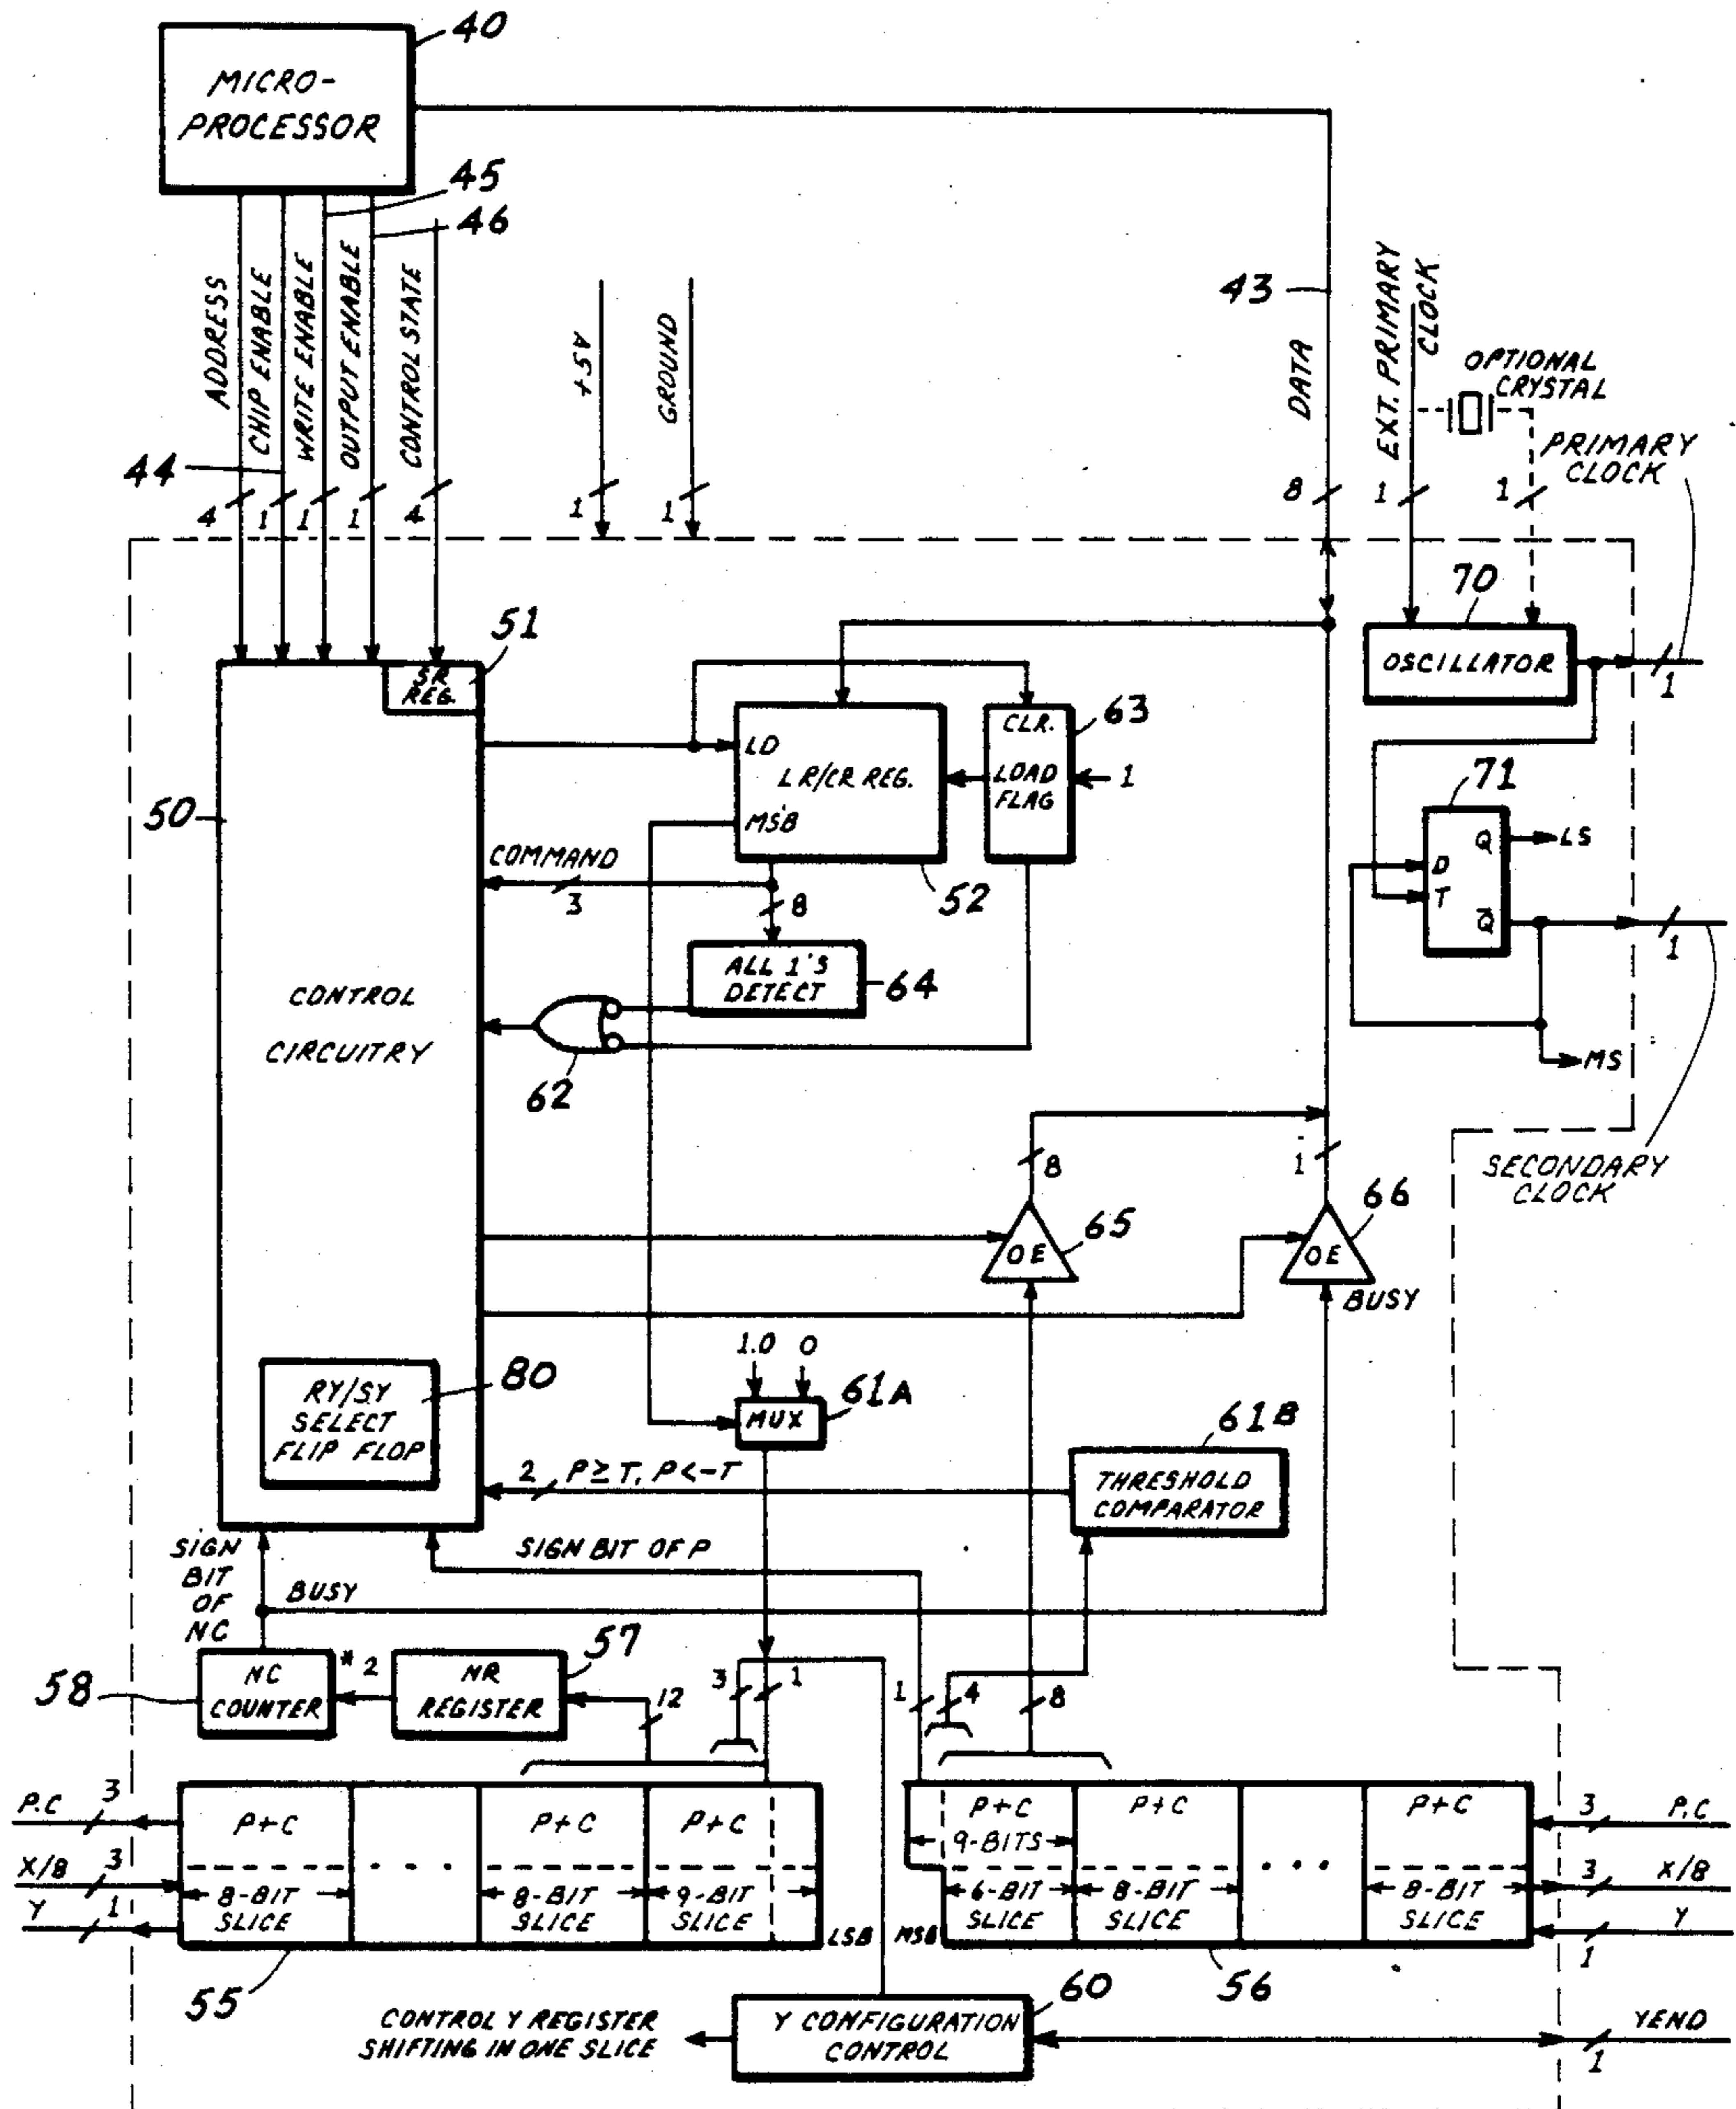 40
MICRO-
PROCESSOR
45
46
ADDRESS
CHIP ENABLE
WRITE ENABLE
OUTPUT ENABLE
CONTROL STATE
44
4
1
1
1
4
+5V
1
GROUND
1
43
DATA
8
EXT. PRIMARY
CLOCK
1
OPTIONAL
CRYSTAL
1
PRIMARY
CLOCK
70
OSCILLATOR
1
51
SR
REG.
50
LD
LR/CR REG.
MSB
52
CLR.
LOAD
FLAG
63
1
71
Q
LS
D
T
Q̅
1
MS
COMMAND
3
8
ALL 1'S
DETECT
64
CONTROL
CIRCUITRY
62
8
1
SECONDARY
CLOCK
OE
65
OE
66
BUSY
1.0 0
MUX
61A
RY/SY
SELECT
FLIP FLOP
80
2 P≥T, P<-T
61B
THRESHOLD
COMPARATOR
SIGN
BIT
OF
NC
SIGN BIT OF P
BUSY
58
NC
COUNTER
*2
NR
REGISTER
57
12
3
1
1
4
8
P.C 3
X/B 3
Y 1
P+C
8-BIT
SLICE
. . .
P+C
8-BIT
SLICE
P+C
9-BIT
SLICE
LSB
55
MSB
P+C
9-BITS
6-BIT
SLICE
P+C
8-BIT
SLICE
. . .
P+C
8-BIT
SLICE
56
3 P.C
3 X/B
Y
1
CONTROL Y REGISTER
SHIFTING IN ONE SLICE
Y CONFIGURATION
CONTROL
60
YEND
1